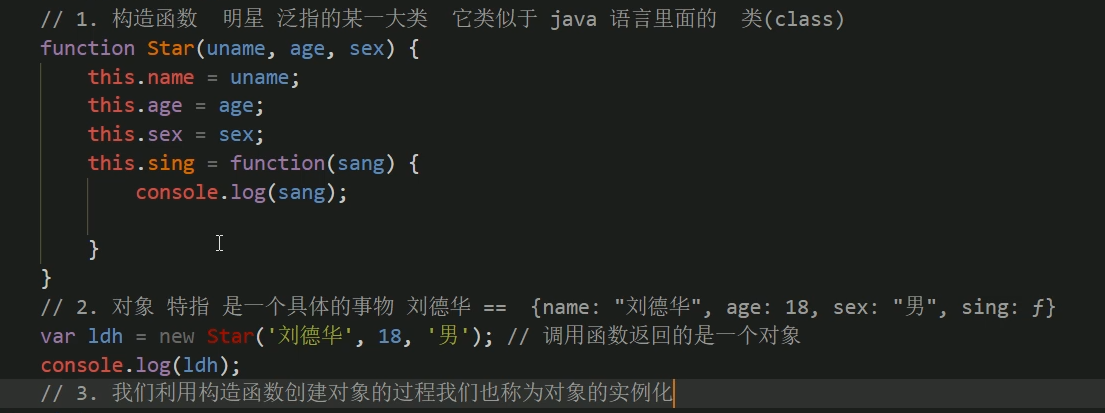 // 1. 构造函数  明星 泛指的某一大类  它类似于 java 语言里面的  类(class)
function Star(uname, age, sex) {
    this.name = uname;
    this.age = age;
    this.sex = sex;
    this.sing = function(sang) {
        console.log(sang);
    }
}
// 2. 对象 特指 是一个具体的事物 刘德华 ==  {name: "刘德华", age: 18, sex: "男", sing: ƒ}
var ldh = new Star('刘德华', 18, '男'); // 调用函数返回的是一个对象
console.log(ldh);
// 3. 我们利用构造函数创建对象的过程我们也称为对象的实例化